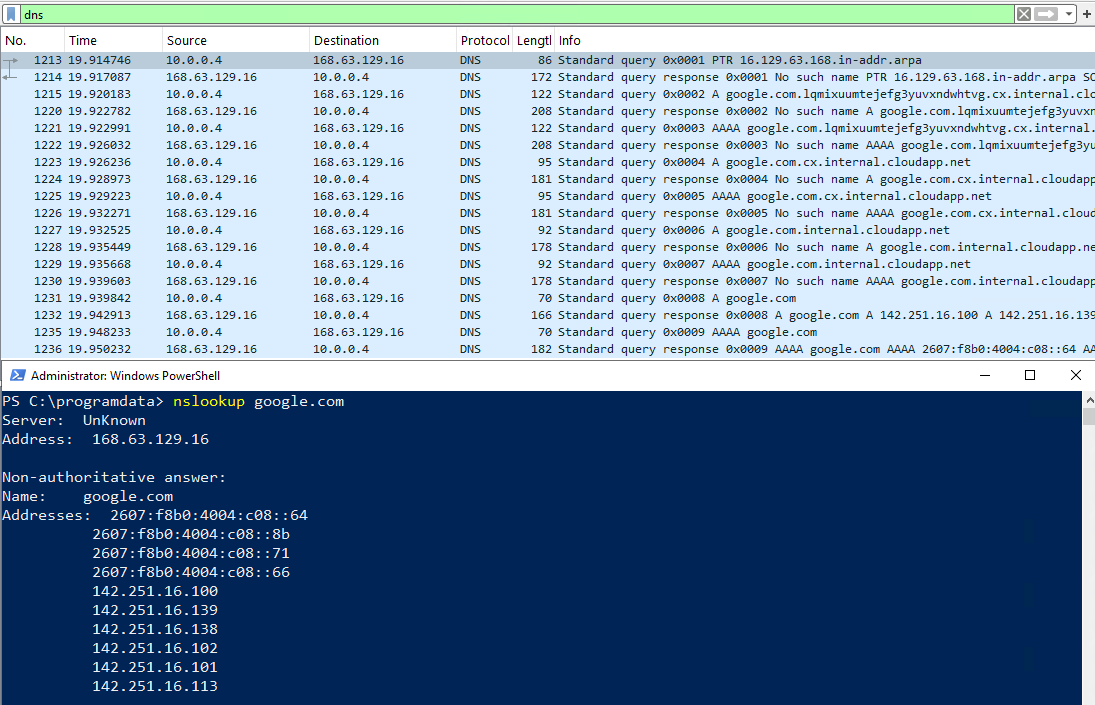 dns
No. Time Source Destination Protocol Lengtl Info
1213 19.914746 10.0.0.4 168.63.129.16 DNS 86 Standard query 0x0001 PTR 16.129.63.168.in-addr.arpa
1214 19.917087 168.63.129.16 10.0.0.4 DNS 172 Standard query response 0x0001 No such name PTR 16.129.63.168.in-addr.arpa SO
1215 19.920183 10.0.0.4 168.63.129.16 DNS 122 Standard query 0x0002 A google.com.lqmixuumtejefg3yuvxndwhtvg.cx.internal.clo
1220 19.922782 168.63.129.16 10.0.0.4 DNS 208 Standard query response 0x0002 No such name A google.com.lqmixuumtejefg3yuvxn
1221 19.922991 10.0.0.4 168.63.129.16 DNS 122 Standard query 0x0003 AAAA google.com.lqmixuumtejefg3yuvxndwhtvg.cx.internal.
1222 19.926032 168.63.129.16 10.0.0.4 DNS 208 Standard query response 0x0003 No such name AAAA google.com.lqmixuumtejefg3yu
1223 19.926236 10.0.0.4 168.63.129.16 DNS 95 Standard query 0x0004 A google.com.cx.internal.cloudapp.net
1224 19.928973 168.63.129.16 10.0.0.4 DNS 181 Standard query response 0x0004 No such name A google.com.cx.internal.cloudapp
1225 19.929223 10.0.0.4 168.63.129.16 DNS 95 Standard query 0x0005 AAAA google.com.cx.internal.cloudapp.net
1226 19.932271 168.63.129.16 10.0.0.4 DNS 181 Standard query response 0x0005 No such name AAAA google.com.cx.internal.cloud
1227 19.932525 10.0.0.4 168.63.129.16 DNS 92 Standard query 0x0006 A google.com.internal.cloudapp.net
1228 19.935449 168.63.129.16 10.0.0.4 DNS 178 Standard query response 0x0006 No such name A google.com.internal.cloudapp.ne
1229 19.935668 10.0.0.4 168.63.129.16 DNS 92 Standard query 0x0007 AAAA google.com.internal.cloudapp.net
1230 19.939603 168.63.129.16 10.0.0.4 DNS 178 Standard query response 0x0007 No such name AAAA google.com.internal.cloudapp
1231 19.939842 10.0.0.4 168.63.129.16 DNS 70 Standard query 0x0008 A google.com
1232 19.942913 168.63.129.16 10.0.0.4 DNS 166 Standard query response 0x0008 A google.com A 142.251.16.100 A 142.251.16.139
1235 19.948233 10.0.0.4 168.63.129.16 DNS 70 Standard query 0x0009 AAAA google.com
1236 19.950232 168.63.129.16 10.0.0.4 DNS 182 Standard query response 0x0009 AAAA google.com AAAA 2607:f8b0:4004:c08::64 AA
Administrator: Windows PowerShell
PS C:\programdata> nslookup google.com
Server: UnKnown
Address: 168.63.129.16
Non-authoritative answer:
Name: google.com
Addresses: 2607:f8b0:4004:c08::64
2607:f8b0:4004:c08::8b
2607:f8b0:4004:c08::71
2607:f8b0:4004:c08::66
142.251.16.100
142.251.16.139
142.251.16.138
142.251.16.102
142.251.16.101
142.251.16.113